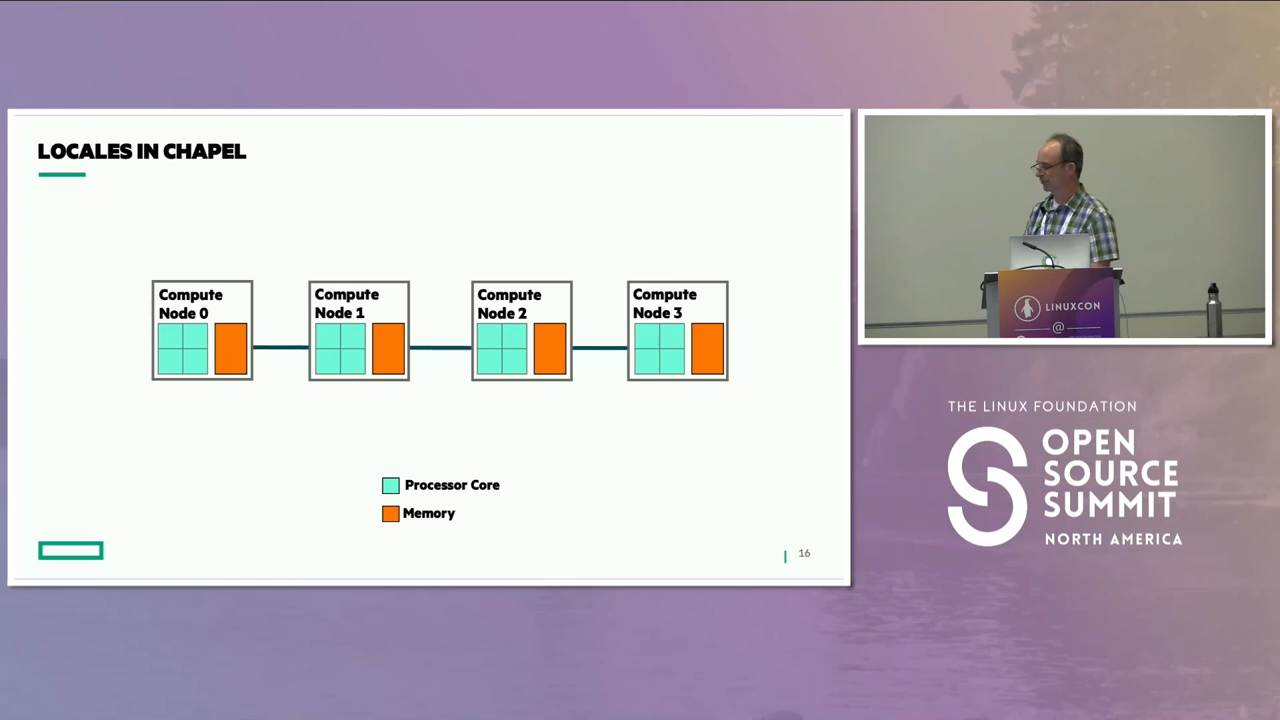 LOCALES IN CHAPEL
Compute
Node 0
Compute
Node 1
Compute
Node 2
Compute
Node 3
Processor Core
Memory
16
LINUXCON
@
THE LINUX FOUNDATION
OPEN
SOURCE
SUMMIT
NORTH AMERICA